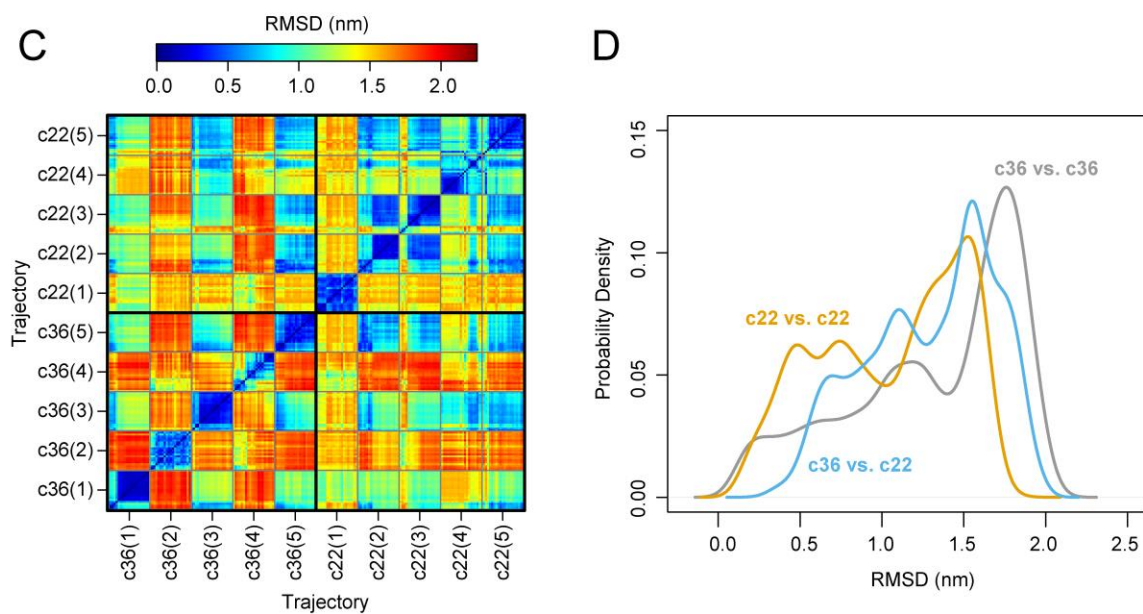 C
RMSD (nm)
0.0 0.5 1.0 1.5 2.0
Trajectory
c22(5)
c22(4)
c22(3)
c22(2)
c22(1)
c36(5)
c36(4)
c36(3)
c36(2)
c36(1)
c36(1) c36(2) c36(3) c36(4) c36(5) c22(1) c22(2) c22(3) c22(4) c22(5)
Trajectory
D
Probability Density
0.15
0.10
0.05
0.00
c36 vs. c36
c22 vs. c22
c36 vs. c22
0.0 0.5 1.0 1.5 2.0 2.5
RMSD (nm)